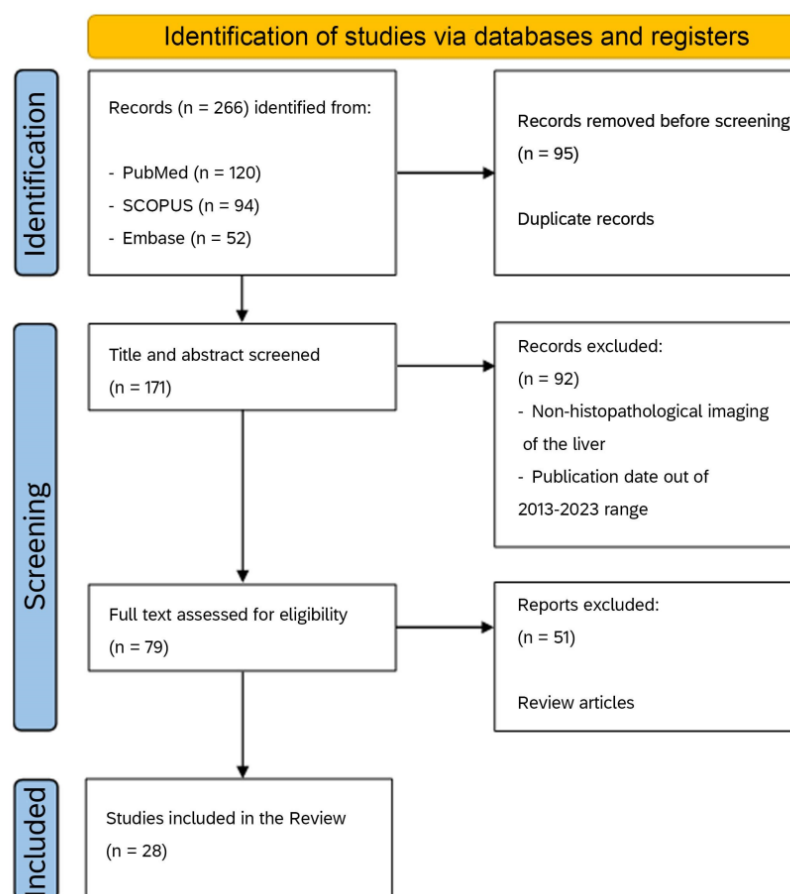 Identification of studies via databases and registers
Identification
Records (n = 266) identified from:
- PubMed (n = 120)
- SCOPUS (n = 94)
- Embase (n = 52)
Records removed before screening
(n = 95)
Duplicate records
Screening
Title and abstract screened
(n = 171)
Records excluded:
(n = 92)
- Non-histopathological imaging
of the liver
- Publication date out of
2013-2023 range
Full text assessed for eligibility
(n = 79)
Reports excluded:
(n = 51)
Review articles
Included
Studies included in the Review
(n = 28)